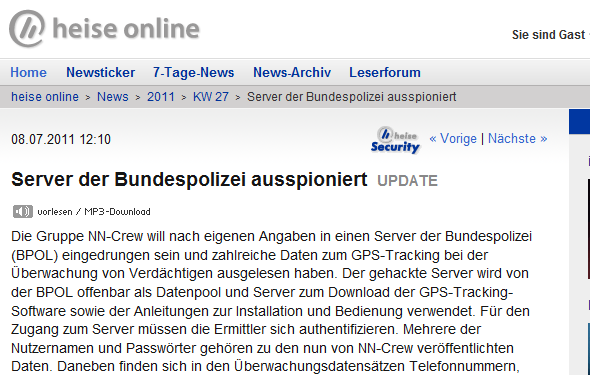 heise online
Sie sind Gast
Home Newsticker 7-Tage-News News-Archiv Leserforum
heise online > News > 2011 > KW 27 > Server der Bundespolizei ausspioniert
08.07.2011 12:10 heise Security « Vorige | Nächste »
Server der Bundespolizei ausspioniert UPDATE
vorlesen / MP3-Download
Die Gruppe NN-Crew will nach eigenen Angaben in einen Server der Bundespolizei
(BPOL) eingedrungen sein und zahlreiche Daten zum GPS-Tracking bei der
Überwachung von Verdächtigen ausgelesen haben. Der gehackte Server wird von
der BPOL offenbar als Datenpool und Server zum Download der GPS-Tracking-
Software sowie der Anleitungen zur Installation und Bedienung verwendet. Für den
Zugang zum Server müssen die Ermittler sich authentifizieren. Mehrere der
Nutzernamen und Passwörter gehören zu den nun von NN-Crew veröffentlichten
Daten. Daneben finden sich in den Überwachungsdatensätzen Telefonnummern,